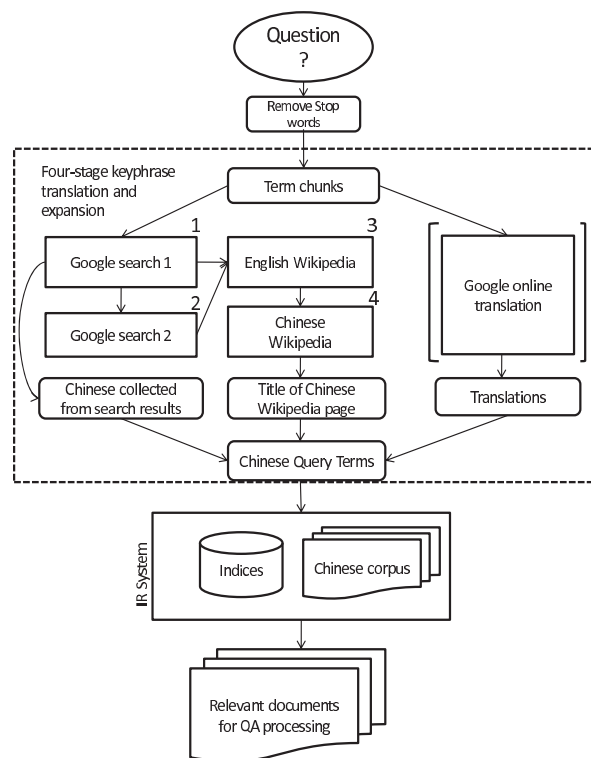 Question
?
Remove Stop
words
Four-stage keyphrase
translation and
expansion
Term chunks
1
Google search 1
3
English Wikipedia
Google online
translation
2
Google search 2
4
Chinese
Wikipedia
Chinese collected
from search results
Title of Chinese
Wikipedia page
Translations
Chinese Query Terms
IR System
Indices
Chinese corpus
Relevant documents
for QA processing